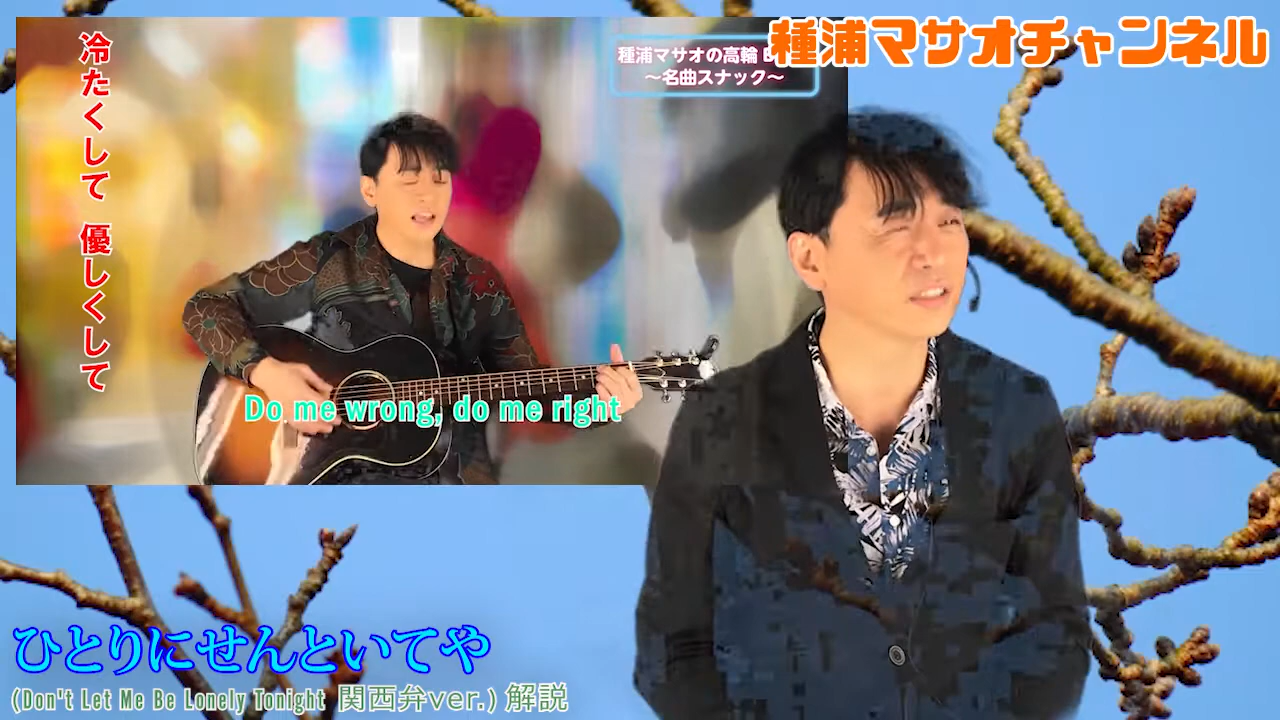 種浦マサオチャンネル
種浦マサオの高輪 B
〜名曲スナック〜
冷たくして 優しくして
Do me wrong, do me right
ひとりにせんといてや
(Don't Let Me Be Lonely Tonight 関西弁ver.) 解説